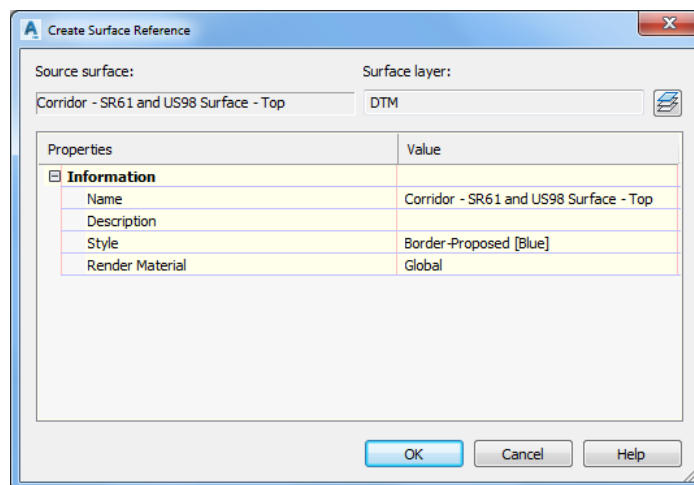 Create Surface Reference
Source surface: Surface layer:
Corridor - SR61 and US98 Surface - Top DTM
Properties Value
Information
Name Corridor - SR61 and US98 Surface - Top
Description
Style Border-Proposed [Blue]
Render Material Global
OK Cancel Help